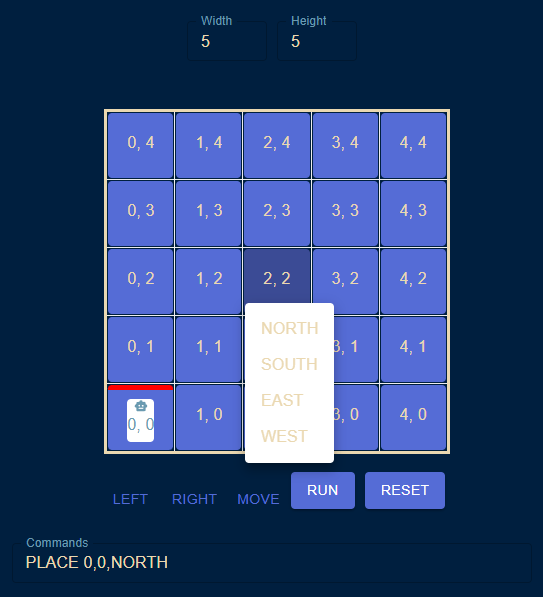 Width Height
5 5
0, 4 1, 4 2, 4 3, 4 4, 4
0, 3 1, 3 2, 3 3, 3 4, 3
0, 2 1, 2 2, 2 3, 2 4, 2
NORTH
0, 1 1, 1 3, 1 4, 1
SOUTH
EAST
0, 0 1, 0 3, 0 4, 0
WEST
LEFT RIGHT MOVE RUN RESET
Commands
PLACE 0,0,NORTH